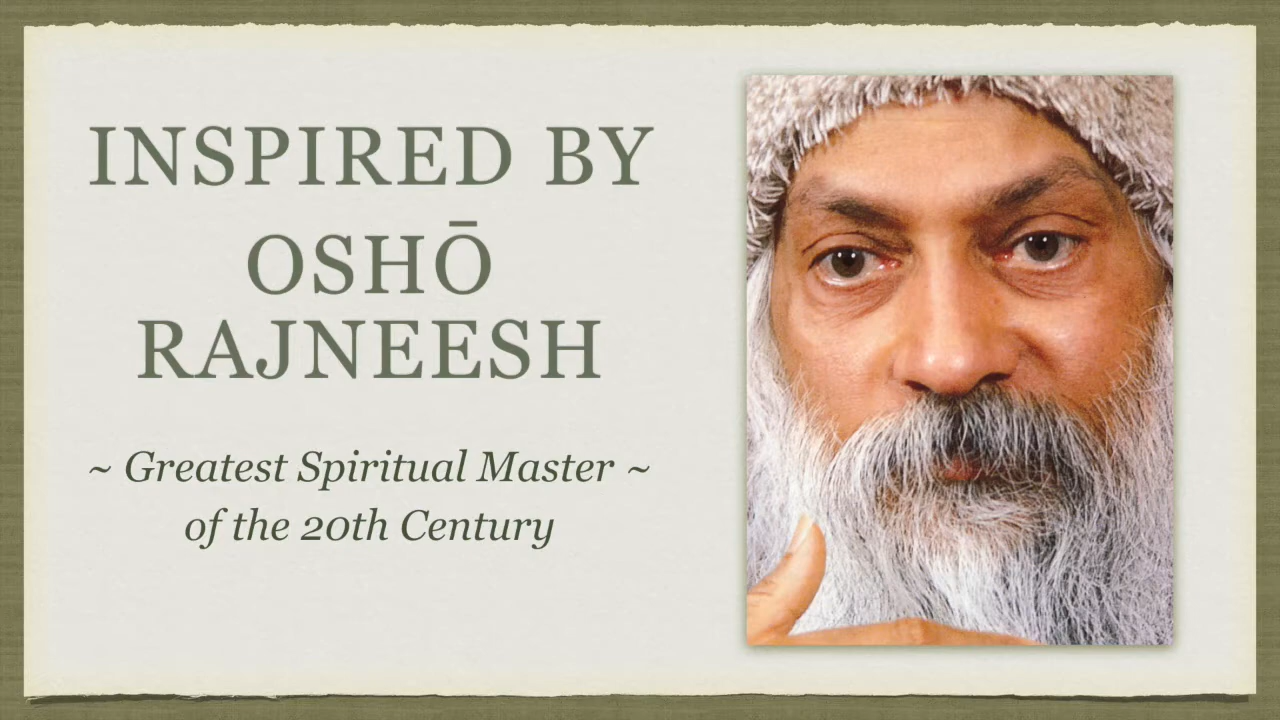 INSPIRED BY
OSHŌ
RAJNEESH
~ Greatest Spiritual Master ~
of the 20th Century